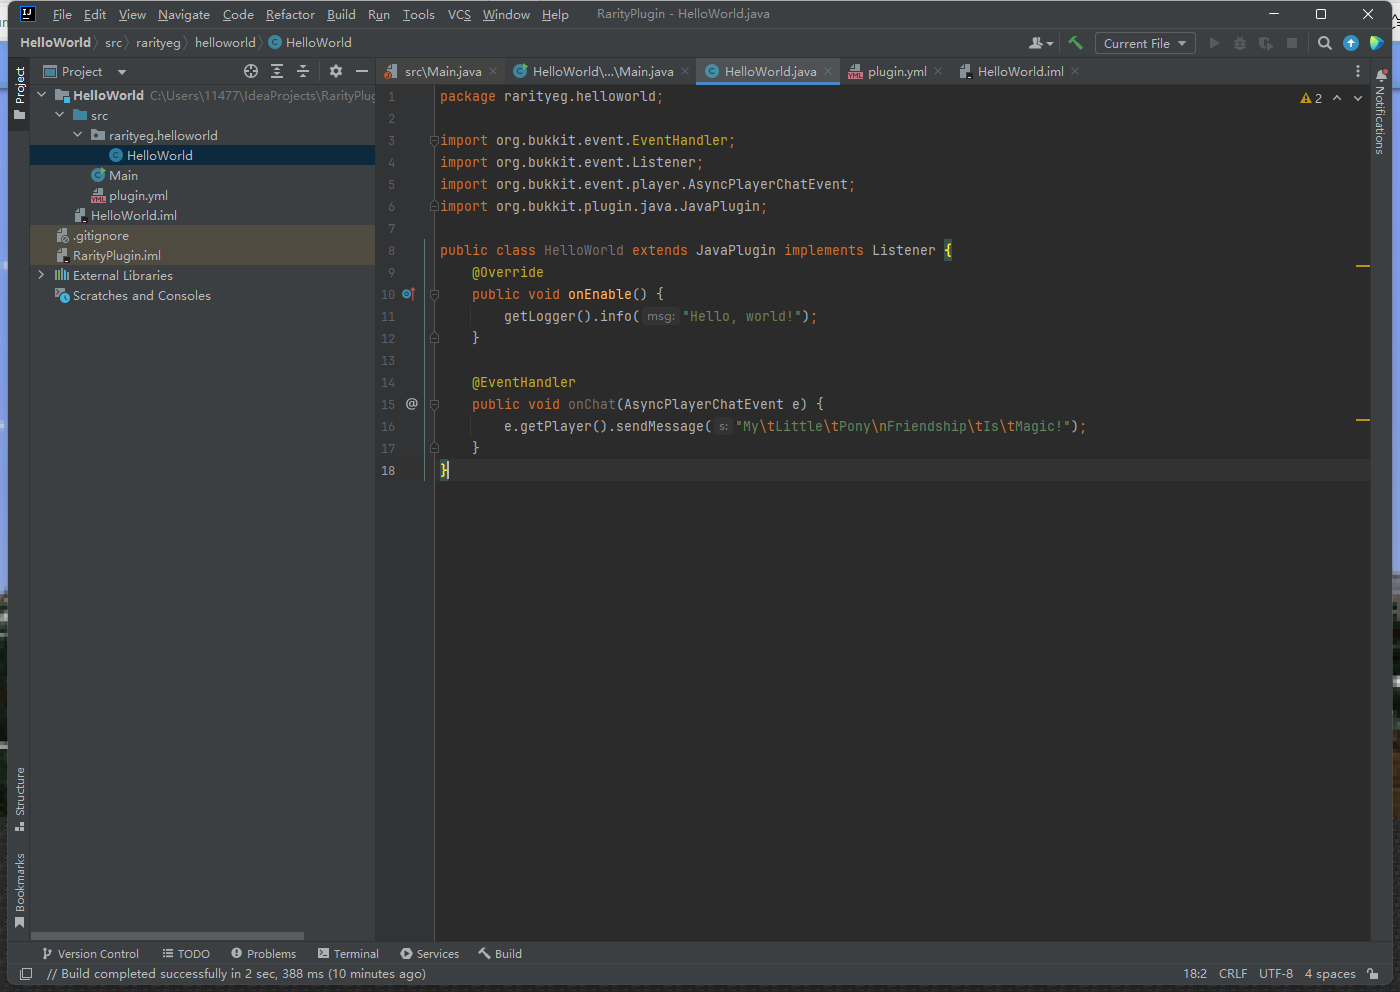 File Edit View Navigate Code Refactor Build Run Tools VCS Window Help RarityPlugin - HelloWorld.java
HelloWorld src rarityeg helloworld HelloWorld
Current File
Project
Project
src\Main.java
HelloWorld\...\Main.java
HelloWorld.java
plugin.yml
HelloWorld.iml
Notifications
HelloWorld C:\Users\11477\IdeaProjects\RarityPlug
src
rarityeg.helloworld
HelloWorld
Main
plugin.yml
HelloWorld.iml
.gitignore
RarityPlugin.iml
External Libraries
Scratches and Consoles
2
1 package rarityeg.helloworld;
2
3 import org.bukkit.event.EventHandler;
4 import org.bukkit.event.Listener;
5 import org.bukkit.event.player.AsyncPlayerChatEvent;
6 import org.bukkit.plugin.java.JavaPlugin;
7
8 public class HelloWorld extends JavaPlugin implements Listener {
9 @Override
10 public void onEnable() {
11 getLogger().info( msg: "Hello, world!");
12 }
13
14 @EventHandler
15 @ public void onChat(AsyncPlayerChatEvent e) {
16 e.getPlayer().sendMessage( s: "My\tLittle\tPony\nFriendship\tIs\tMagic!");
17 }
18 }
Structure
Bookmarks
Version Control TODO Problems Terminal Services Build
// Build completed successfully in 2 sec, 388 ms (10 minutes ago) 18:2 CRLF UTF-8 4 spaces